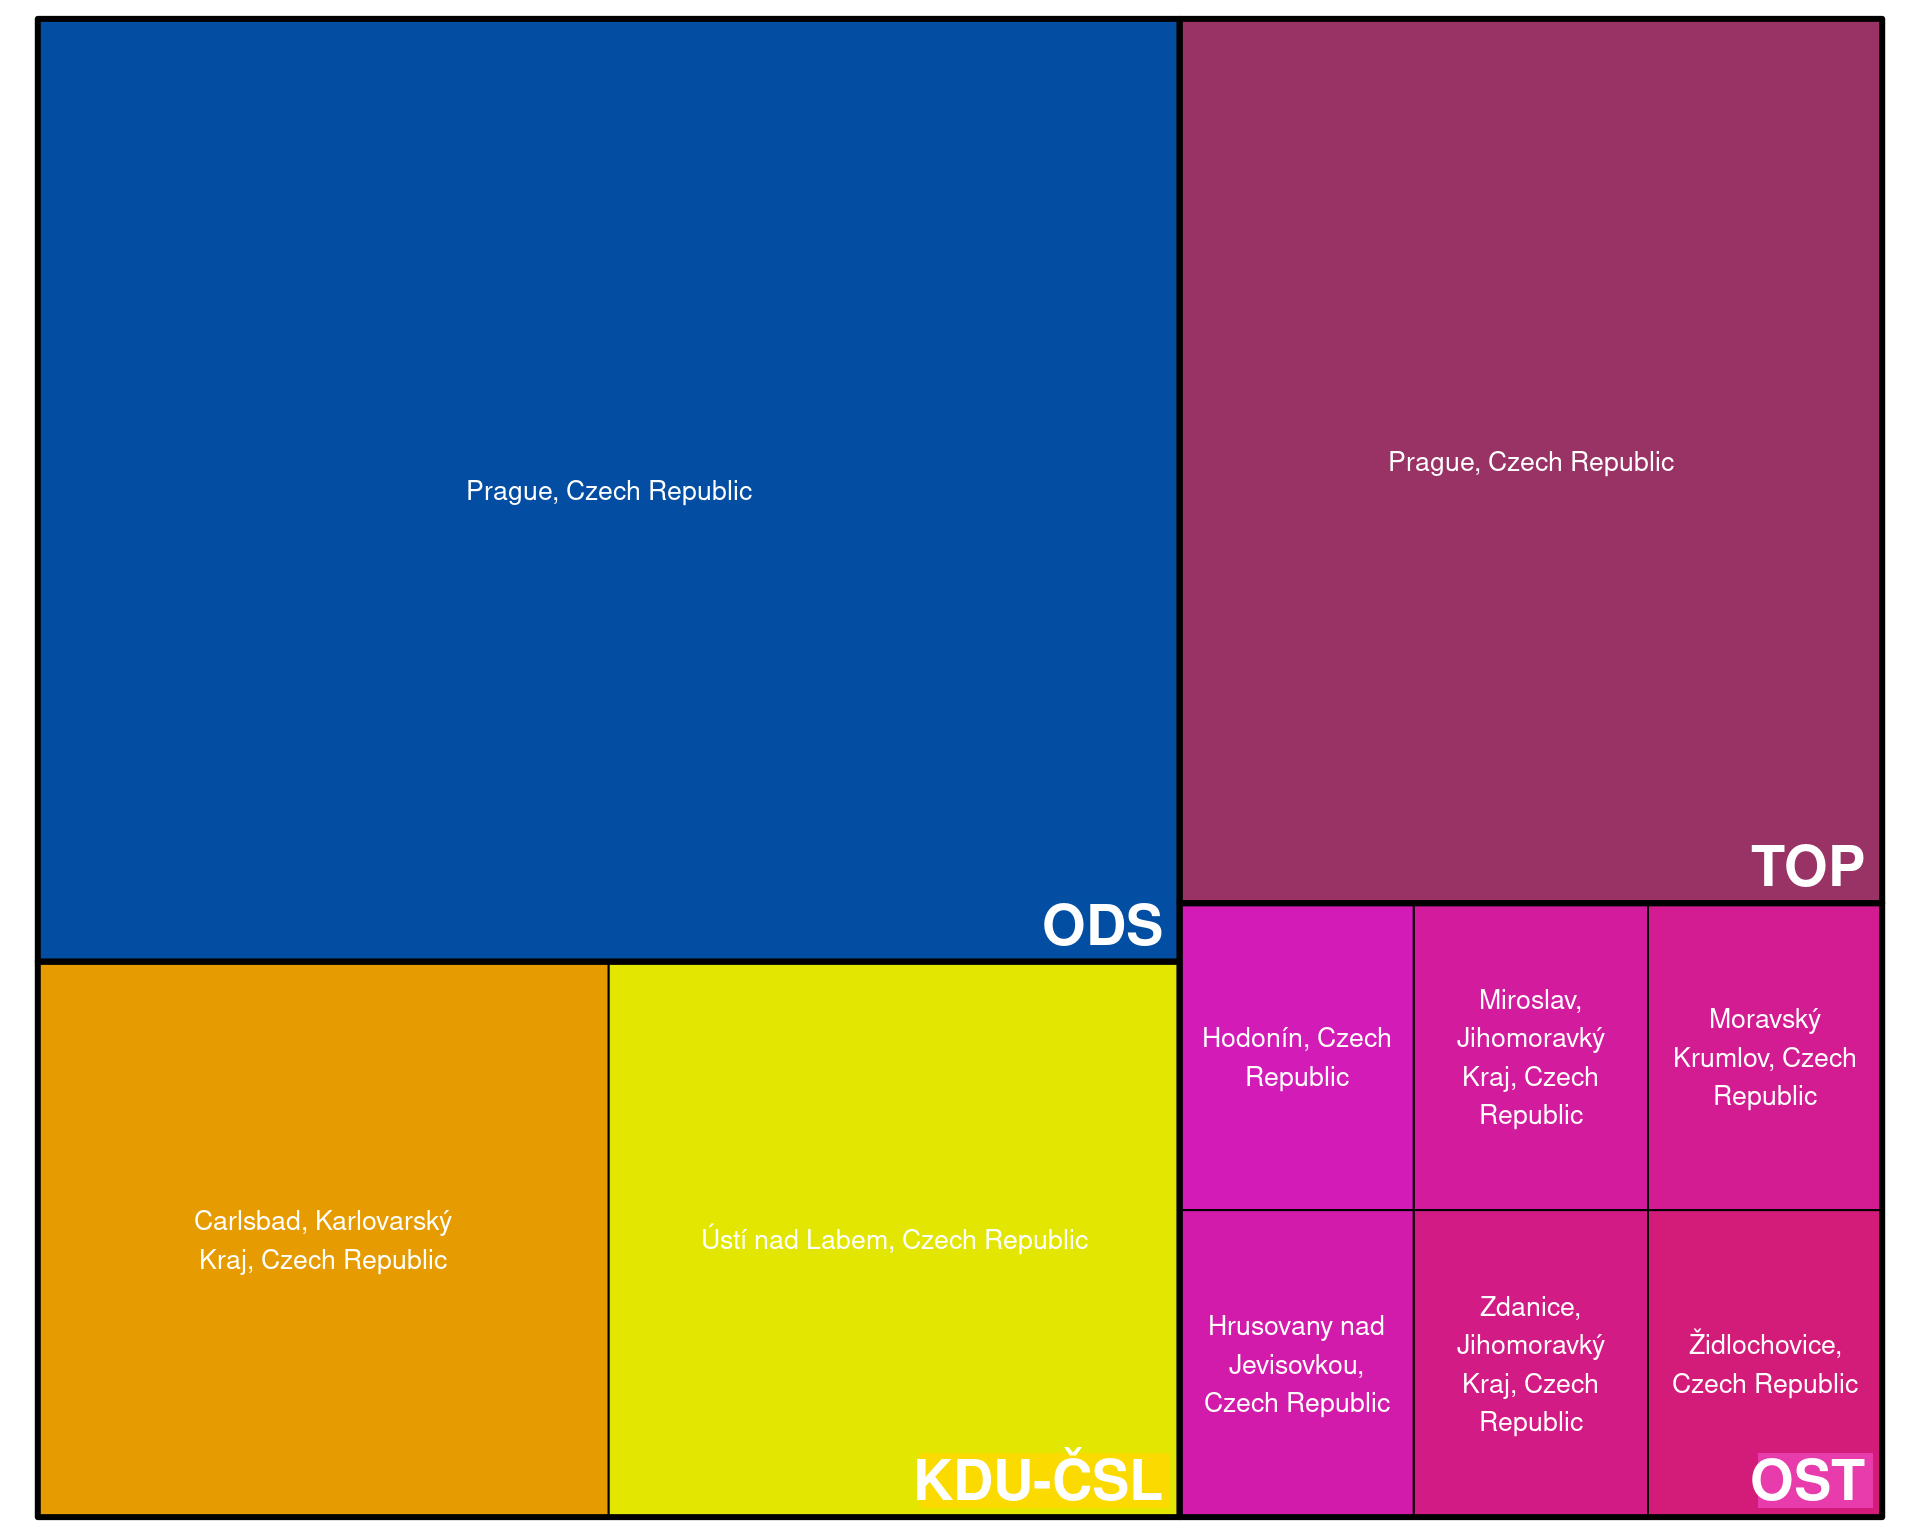 Prague, Czech Republic
ODS
Prague, Czech Republic
TOP
Carlsbad, Karlovarský
Kraj, Czech Republic
Ústí nad Labem, Czech Republic
KDU-ČSL
Hodonín, Czech
Republic
Miroslav,
Jihomoravký
Kraj, Czech
Republic
Moravský
Krumlov, Czech
Republic
Hrusovany nad
Jevisovkou,
Czech Republic
Zdanice,
Jihomoravký
Kraj, Czech
Republic
Židlochovice,
Czech Republic
OST